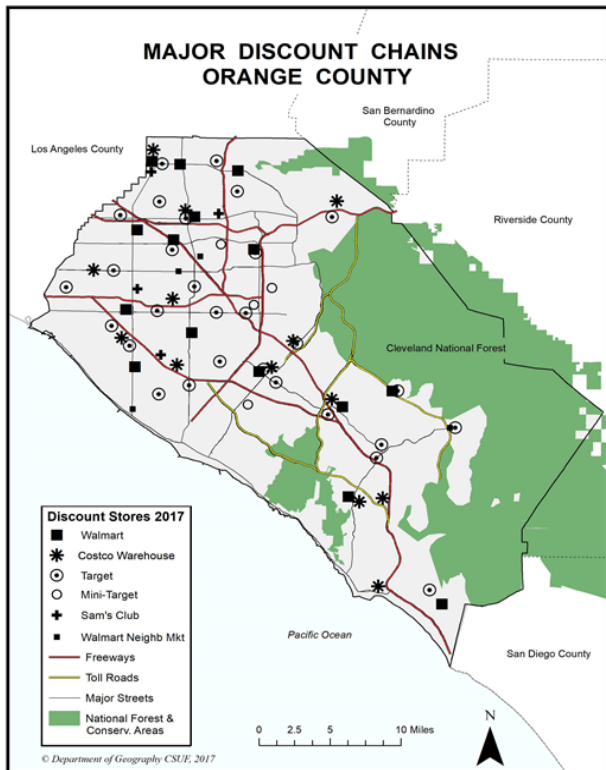 MAJOR DISCOUNT CHAINS
ORANGE COUNTY
San Bernardino
County
Los Angeles County
Riverside County
Cleveland National Forest
Discount Stores 2017
Walmart
Costco Warehouse
Target
Mini-Target
Sam's Club
Walmart Neighb Mkt
Freeways
Toll Roads
Major Streets
National Forest &
Conserv. Areas
Pacific Ocean
San Diego County
N
0 2.5 5 10 Miles
© Department of Geography CSUF, 2017